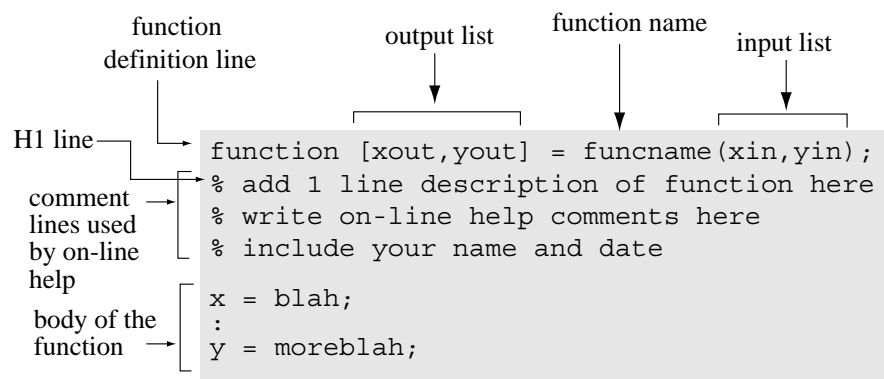 function
definition line
output list
function name
input list
H1 line
function [xout,yout] = funcname(xin,yin);
% add 1 line description of function here
% write on-line help comments here
% include your name and date
comment
lines used
by on-line
help
x = blah;
:
y = moreblah;
body of the
function